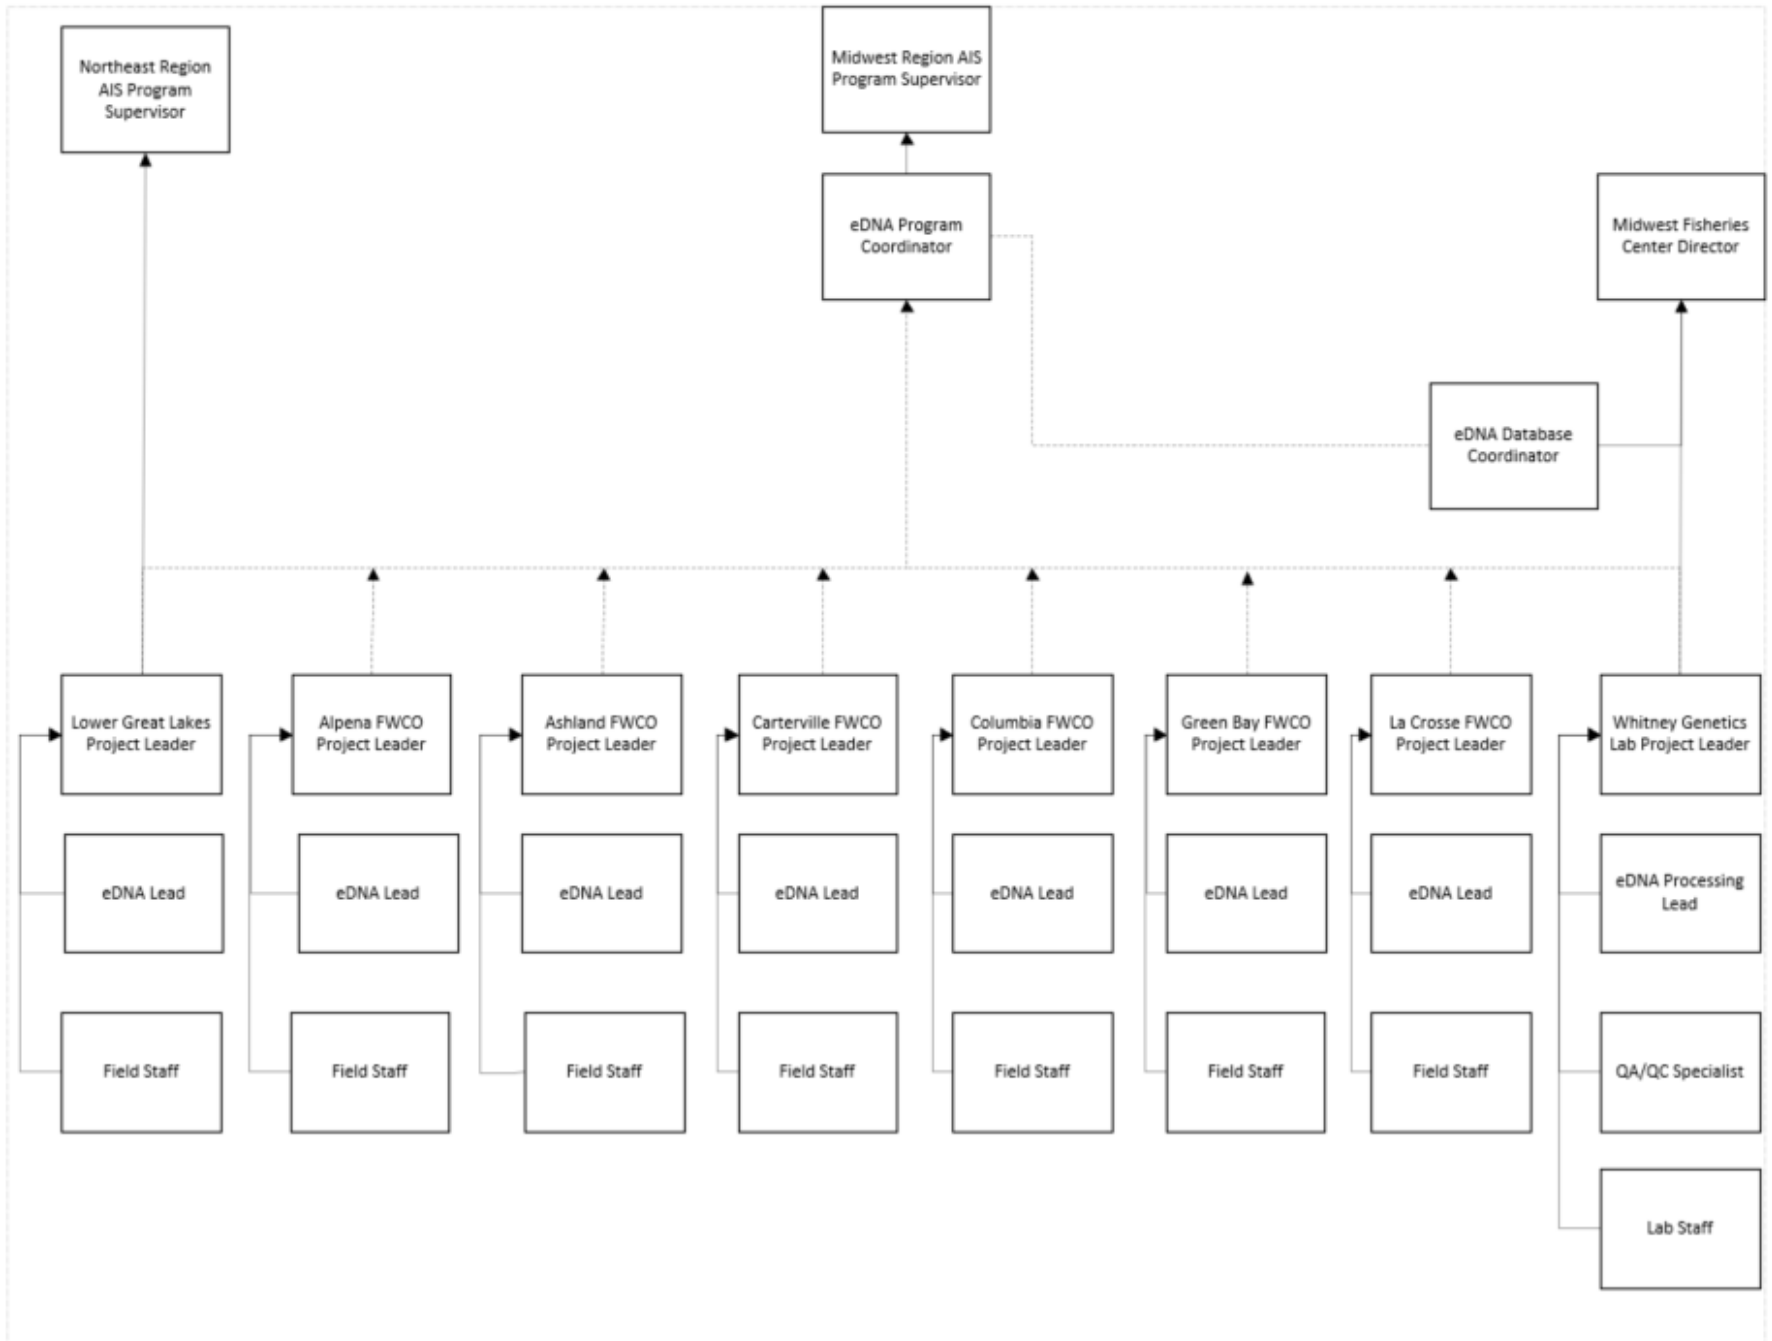 Northeast Region
AIS Program
Supervisor
Midwest Region AIS
Program Supervisor
eDNA Program
Coordinator
Midwest Fisheries
Center Director
eDNA Database
Coordinator
Lower Great Lakes
Project Leader
Alpena FWCO
Project Leader
Ashland FWCO
Project Leader
Carterville FWCO
Project Leader
Columbia FWCO
Project Leader
Green Bay FWCO
Project Leader
La Crosse FWCO
Project Leader
Whitney Genetics
Lab Project Leader
eDNA Lead
eDNA Lead
eDNA Lead
eDNA Lead
eDNA Lead
eDNA Lead
eDNA Lead
eDNA Processing
Lead
Field Staff
Field Staff
Field Staff
Field Staff
Field Staff
Field Staff
Field Staff
QA/QC Specialist
Lab Staff